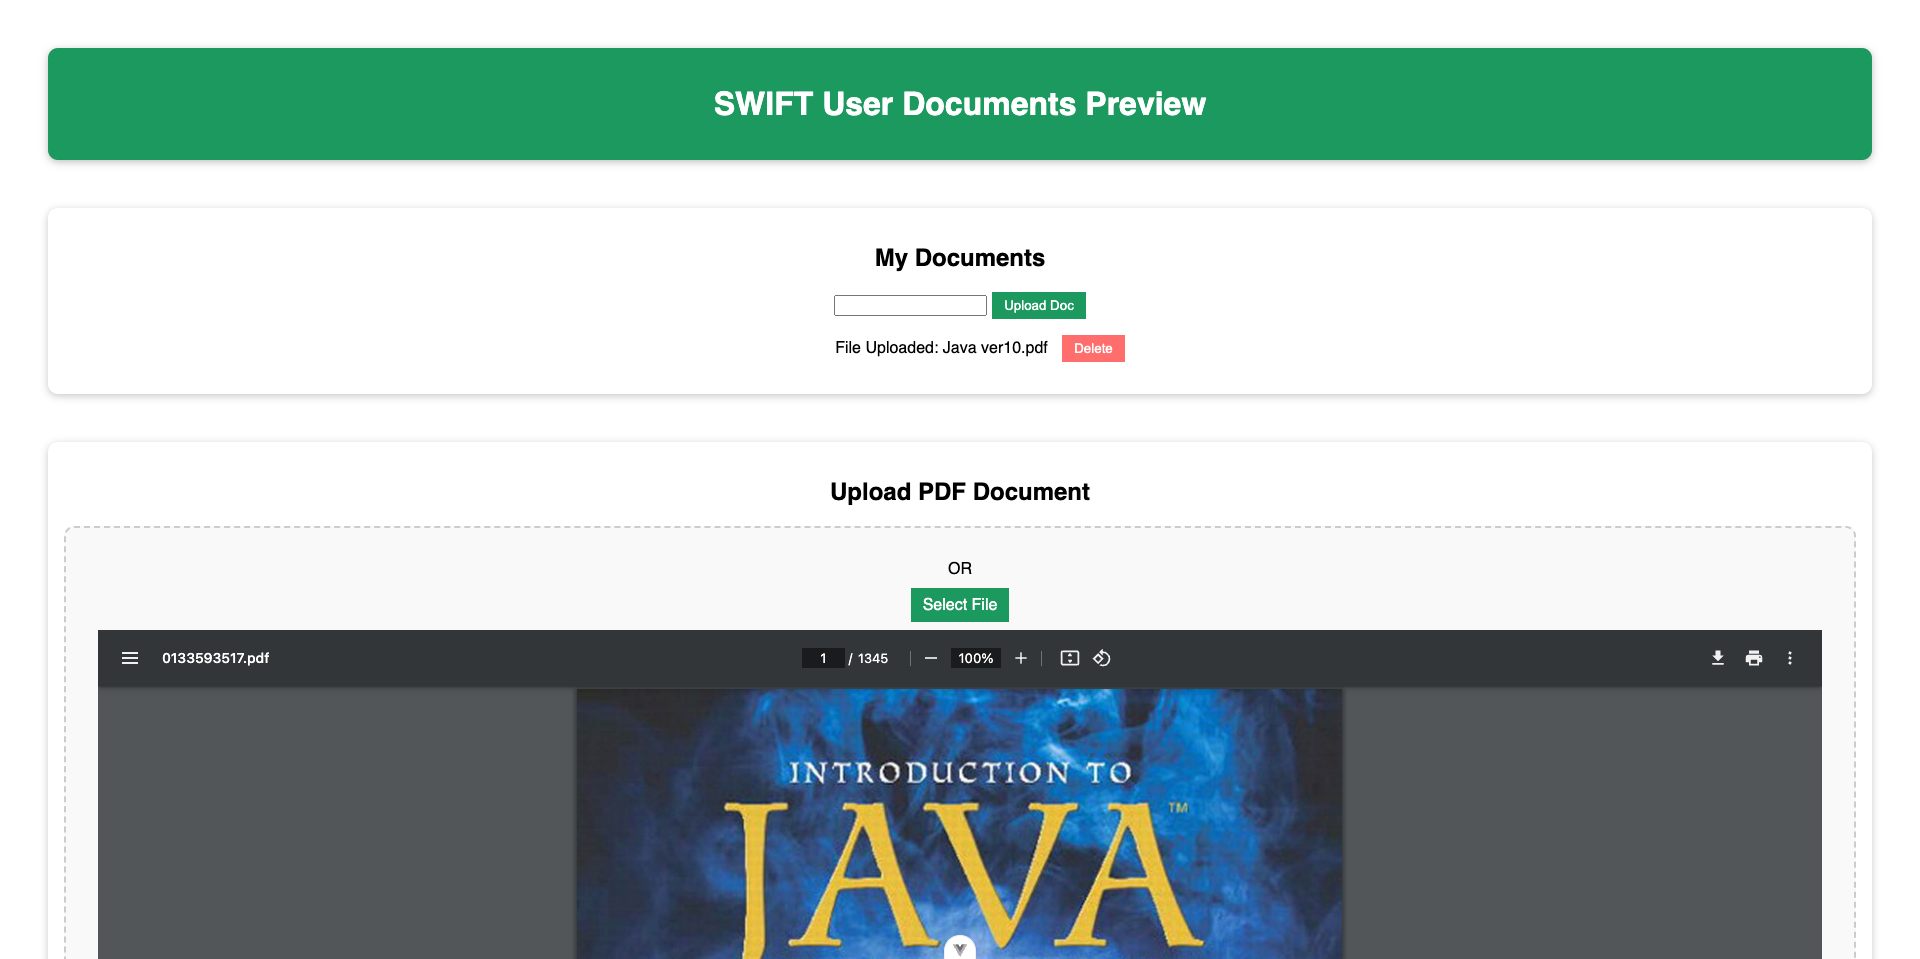 SWIFT User Documents Preview
My Documents
Upload Doc
File Uploaded: Java ver10.pdf Delete
Upload PDF Document
OR
Select File
0133593517.pdf 1 / 1345 100%
INTRODUCTION TO
JAVA™